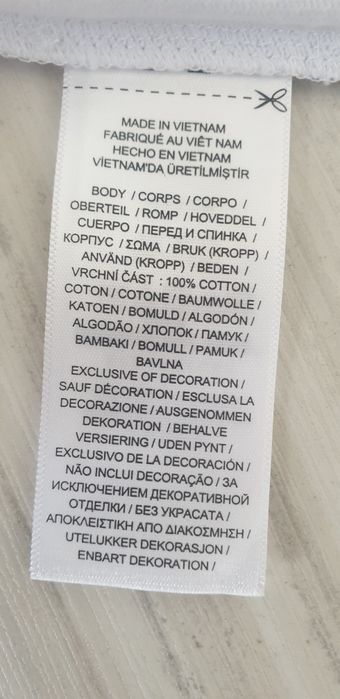 MADE IN VIETNAM
FABRIQUÉ AU VIÊT NAM
HECHO EN VIETNAM
VİETNAM'DA ÜRETİLMİŞTİR
BODY / CORPS / CORPO /
OBERTEIL / ROMP / HOVEDDEL /
CUERPO / ПЕРЕД И СПИНКА /
КОРПУС / ΣΩΜΑ / BRUK (KROPP) /
ANVÄND (KROPP) / BEDEN /
VRCHNÍ ČÁST : 100% COTTON /
COTON / COTONE / BAUMWOLLE /
KATOEN / BOMULD / ALGODÓN /
ALGODÃO / ХЛОПОК / ПАМУК /
BAMBAKI / BOMULL / PAMUK /
BAVLNA
EXCLUSIVE OF DECORATION /
SAUF DÉCORATION / ESCLUSA LA
DECORAZIONE / AUSGENOMMEN
DEKORATION / BEHALVE
VERSIERING / UDEN PYNT /
EXCLUSIVO DE LA DECORACIÓN /
NÃO INCLUI DECORAÇÃO / ЗА
ИСКЛЮЧЕНИЕМ ДЕКОРАТИВНОЙ
ОТДЕЛКИ / БЕЗ УКРАСАТА /
ΑΠΟΚΛΕΙΣΤΙΚΗ ΑΠΟ ΔΙΑΚΟΣΜΗΣΗ /
UTELUKKER DEKORASJON /
ENBART DEKORATION /